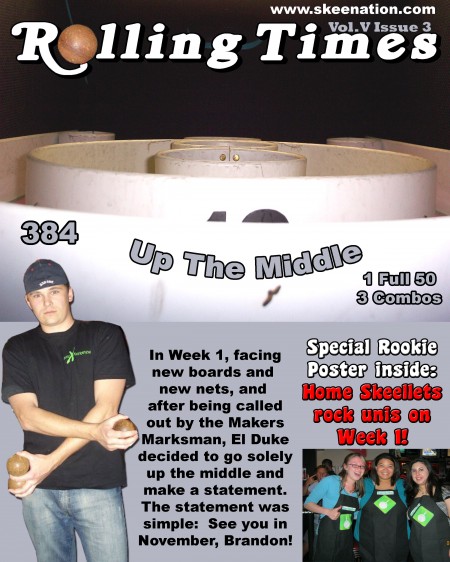 www.skeenation.com
Rolling Times
Vol.V Issue 3
384
Up The Middle
1 Full 50
3 Combos
In Week 1, facing
new boards and
new nets, and
after being called
out by the Makers
Marksman, El Duke
decided to go solely
up the middle and
make a statement.
The statement was
simple: See you in
November, Brandon!
Special Rookie
Poster inside:
Home Skeellets
rock unis on
Week 1!